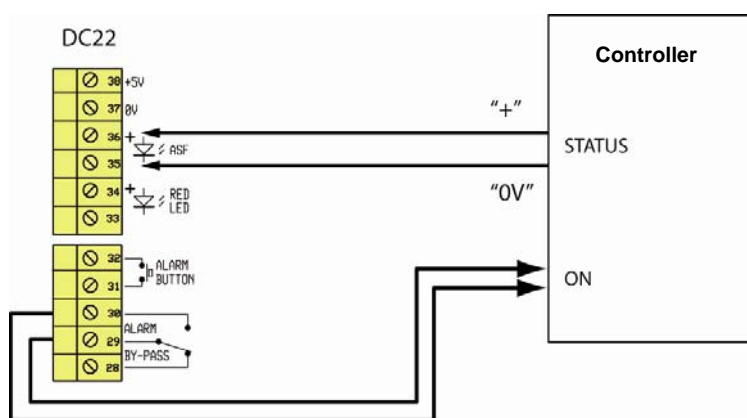 DC22
Controller
38 +5V
37 0V
"+"
36 +
ASF
STATUS
35
"0V"
34 +
RED
LED
33
32
ALARM
BUTTON
31
ON
30
ALARM
29
BY-PASS
28